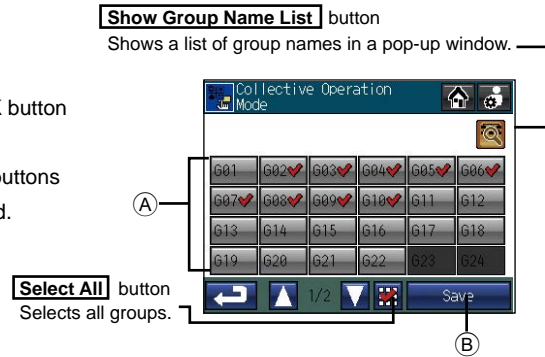 Show Group Name List button
Shows a list of group names in a pop-up window.
button
uttons
d.
Collective Operation
Mode
A
G01 G02 G03 G04 G05 G06
G07 G08 G09 G10 G11 G12
G13 G14 G15 G16 G17 G18
G19 G20 G21 G22 G23 G24
Select All button
Selects all groups.
1/2
Save
B